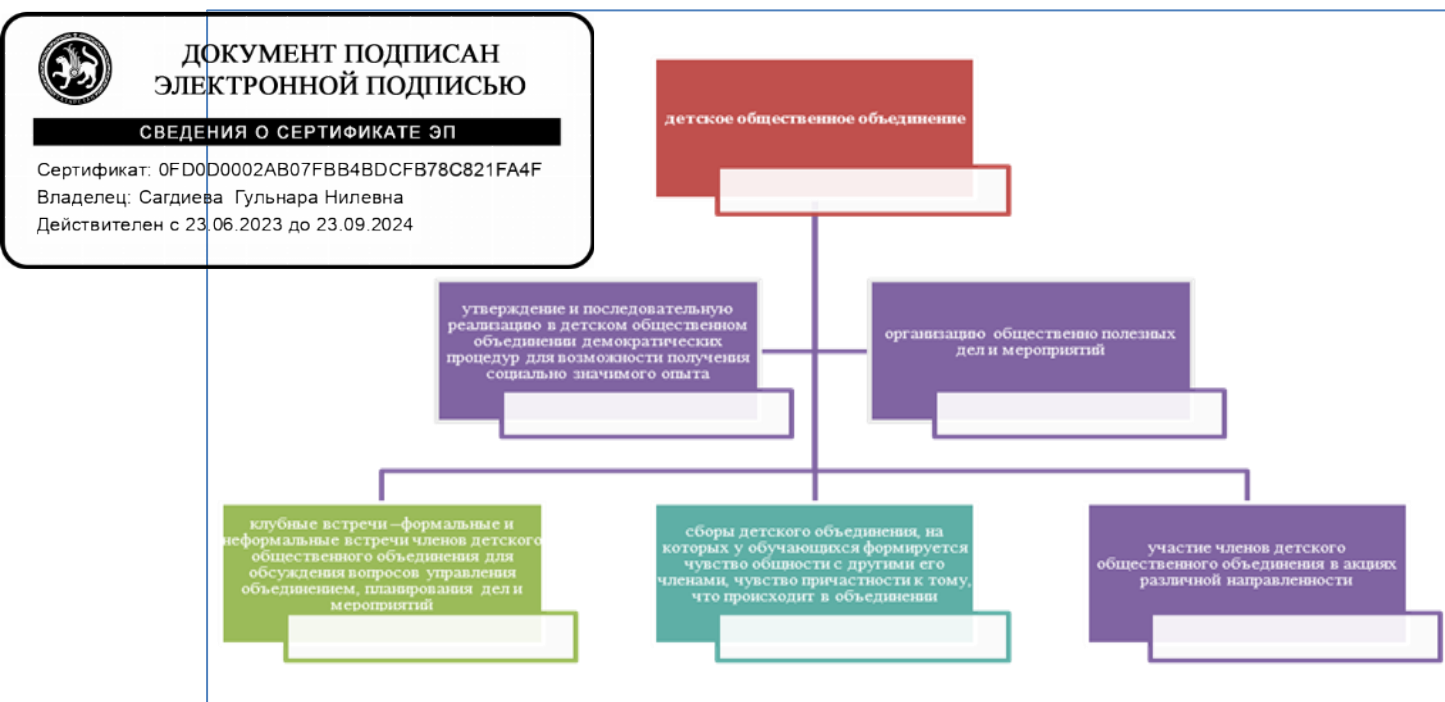 ДОКУМЕНТ ПОДПИСАН
ЭЛЕКТРОННОЙ ПОДПИСЬЮ
СВЕДЕНИЯ О СЕРТИФИКАТЕ ЭП
Сертификат: 0FD0D0002AB07FBB4BDCFB78C821FA4F
Владелец: Сагдиева Гульнара Нилевна
Действителен с 23.06.2023 до 23.09.2024
детское общественное объединение
утверждение и последовательную
реализацию в детском общественном
объединении демократических
процедур для возможности получения
социально значимого опыта
организацию общественно полезных
дел и мероприятий
клубные встречи –формальные и
неформальные встречи членов детского
общественного объединения для
обсуждения вопросов управления
объединением, планирования дел и
мероприятий
сборы детского объединения, на
которых у обучающихся формируется
чувство общности с другими его
членами, чувство причастности к тому,
что происходит в объединении
участие членов детского
общественного объединения в акциях
различной направленности